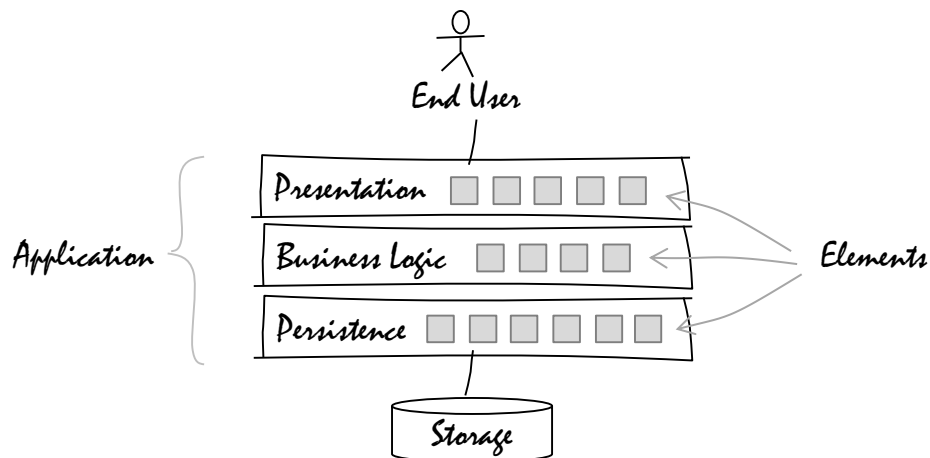 End User
Presentation
Application
Business Logic
Elements
Persistence
Storage